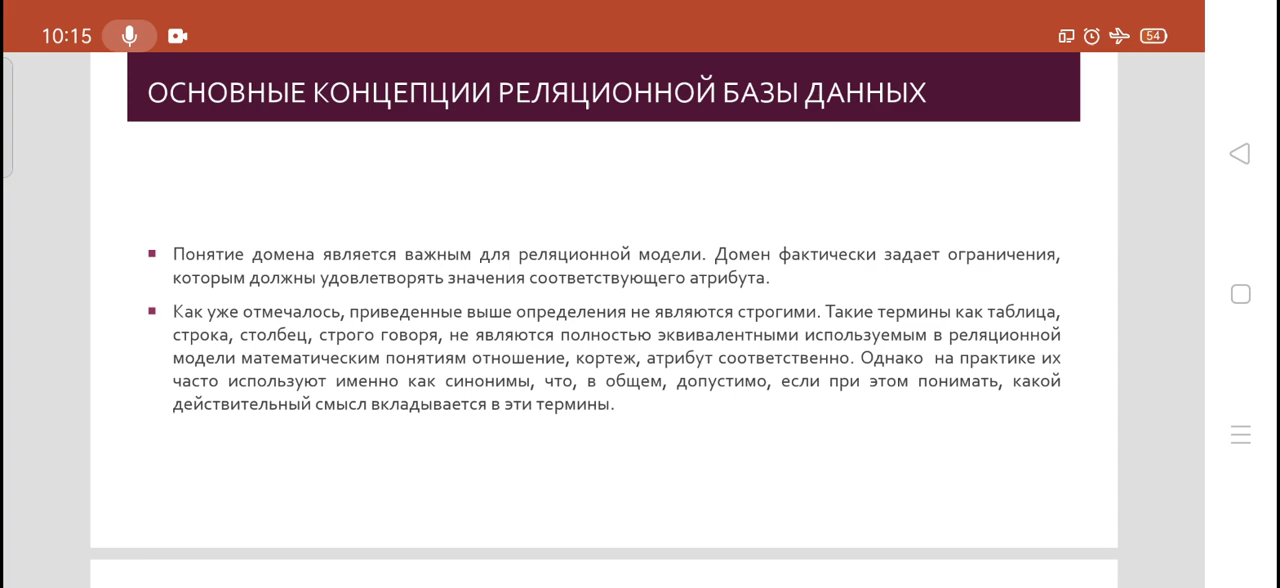 10:15
54
ОСНОВНЫЕ КОНЦЕПЦИИ РЕЛЯЦИОННОЙ БАЗЫ ДАННЫХ
Понятие домена является важным для реляционной модели. Домен фактически задает ограничения,
которым должны удовлетворять значения соответствующего атрибута.
Как уже отмечалось, приведенные выше определения не являются строгими. Такие термины как таблица,
строка, столбец, строго говоря, не являются полностью эквивалентными используемым в реляционной
модели математическим понятиям отношение, кортеж, атрибут соответственно. Однако на практике их
часто используют именно как синонимы, что, в общем, допустимо, если при этом понимать, какой
действительный смысл вкладывается в эти термины.